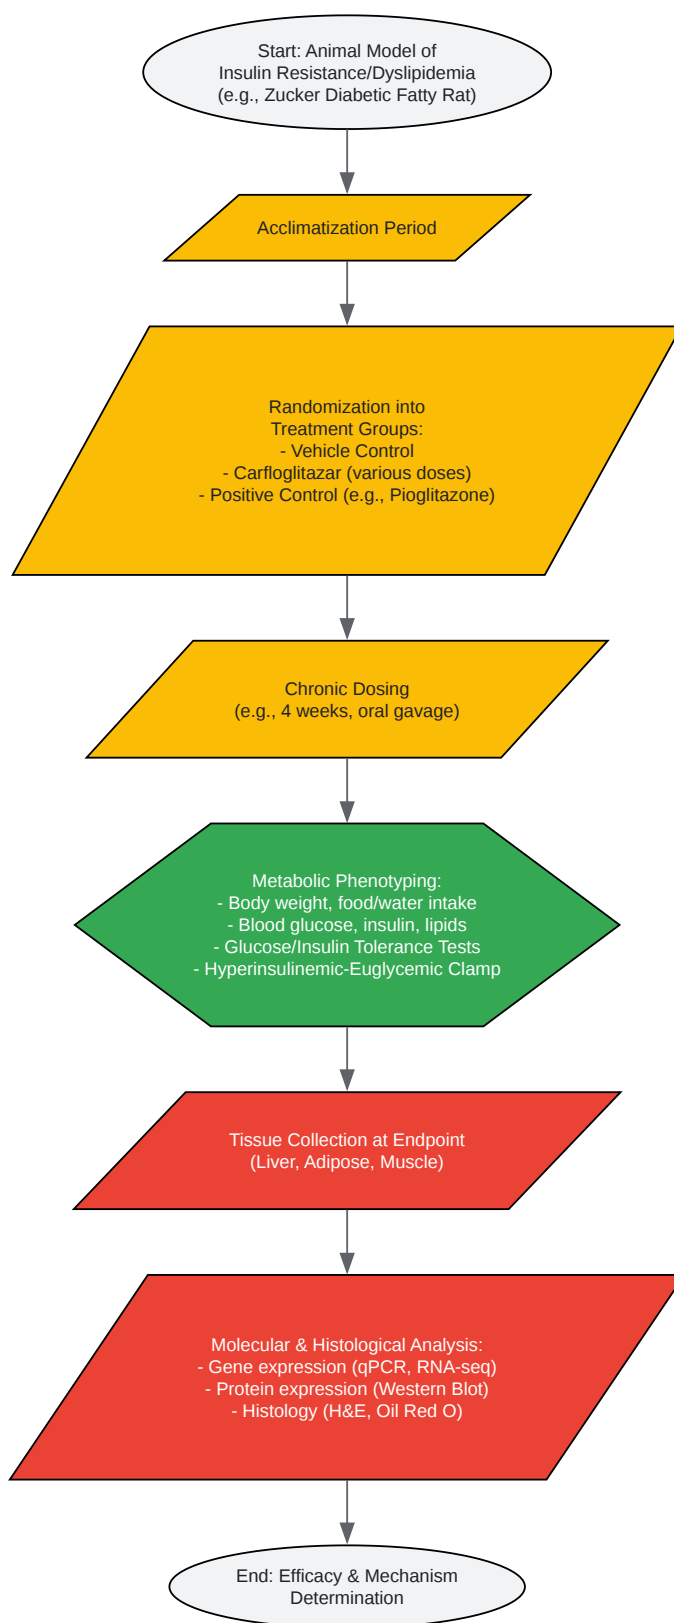 Start: Animal Model of
Insulin Resistance/Dyslipidemia
(e.g., Zucker Diabetic Fatty Rat)
Acclimatization Period
Randomization into
Treatment Groups:
- Vehicle Control
- Carfloglitazar (various doses)
- Positive Control (e.g., Pioglitazone)
Chronic Dosing
(e.g., 4 weeks, oral gavage)
Metabolic Phenotyping:
- Body weight, food/water intake
- Blood glucose, insulin, lipids
- Glucose/Insulin Tolerance Tests
- Hyperinsulinemic-Euglycemic Clamp
Tissue Collection at Endpoint
(Liver, Adipose, Muscle)
Molecular & Histological Analysis:
- Gene expression (qPCR, RNA-seq)
- Protein expression (Western Blot)
- Histology (H&E, Oil Red O)
End: Efficacy & Mechanism
Determination